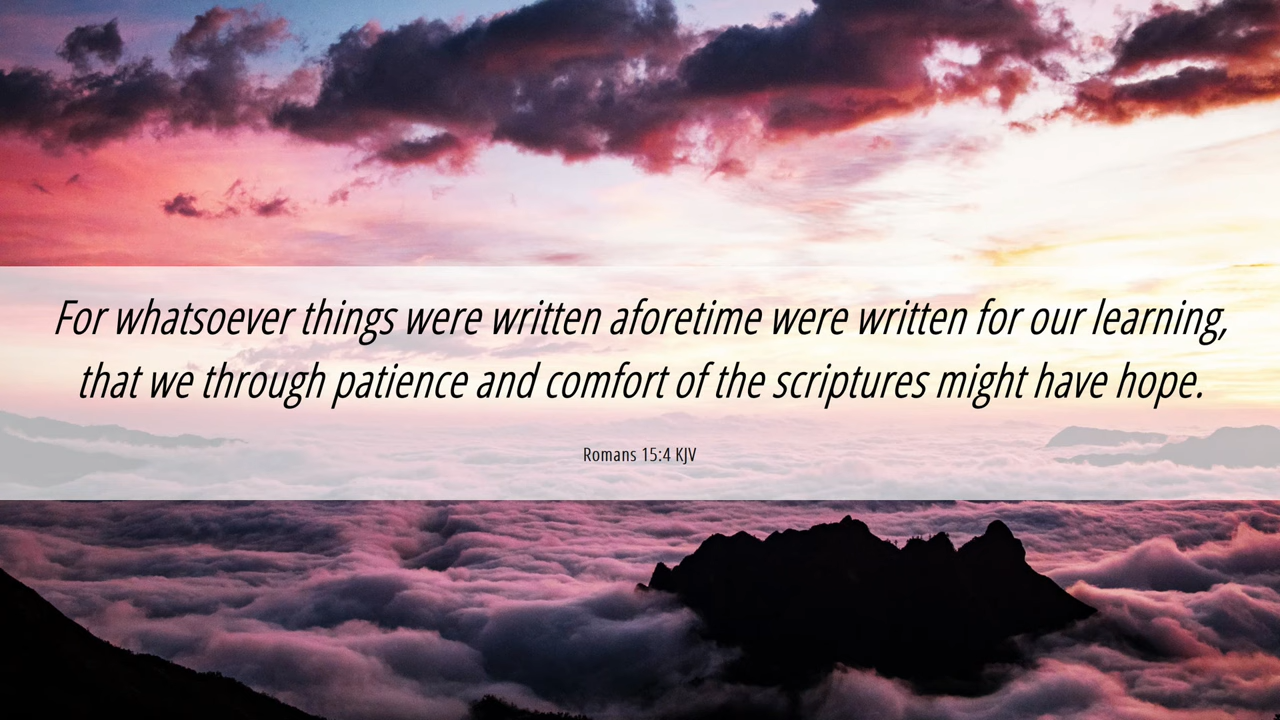 For whatsoever things were written aforetime were written for our learning,
that we through patience and comfort of the scriptures might have hope.
Romans 15:4 KJV